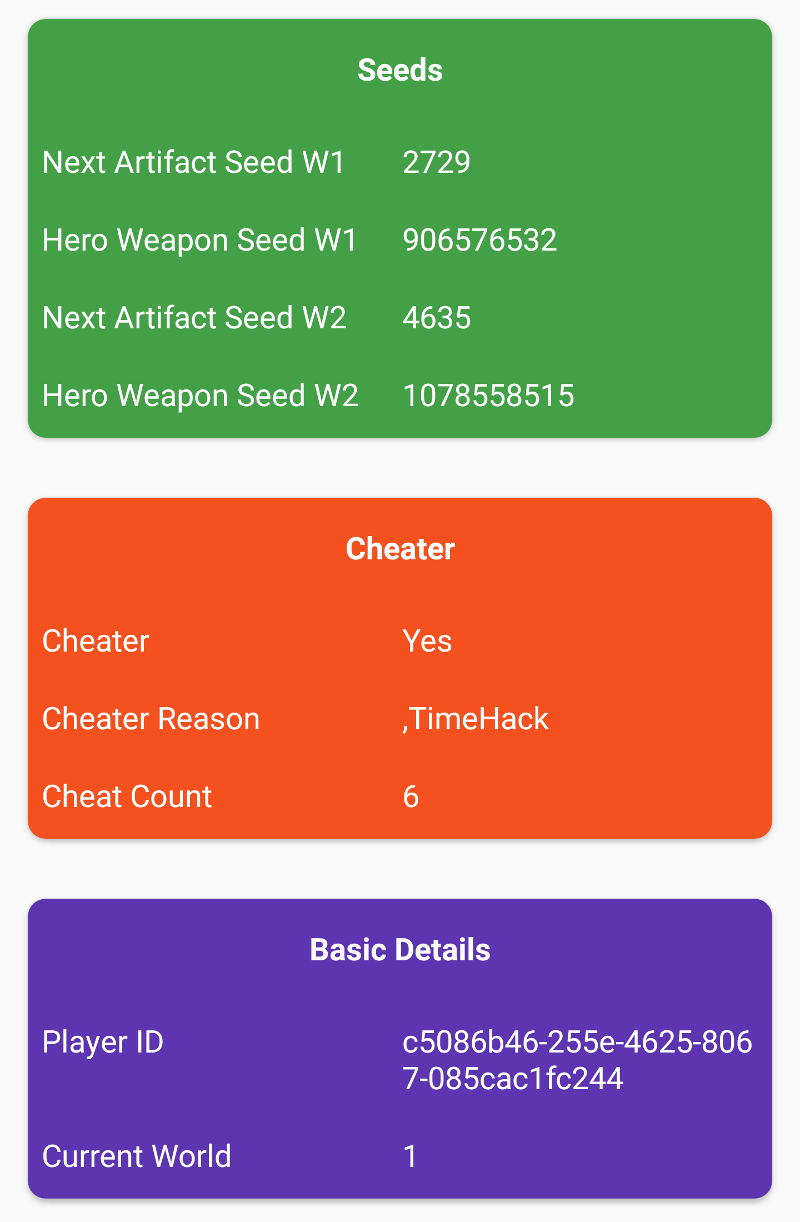 Seeds
Next Artifact Seed W1 2729
Hero Weapon Seed W1 906576532
Next Artifact Seed W2 4635
Hero Weapon Seed W2 1078558515
Cheater
Cheater Yes
Cheater Reason ,TimeHack
Cheat Count 6
Basic Details
Player ID c5086b46-255e-4625-806
7-085cac1fc244
Current World 1